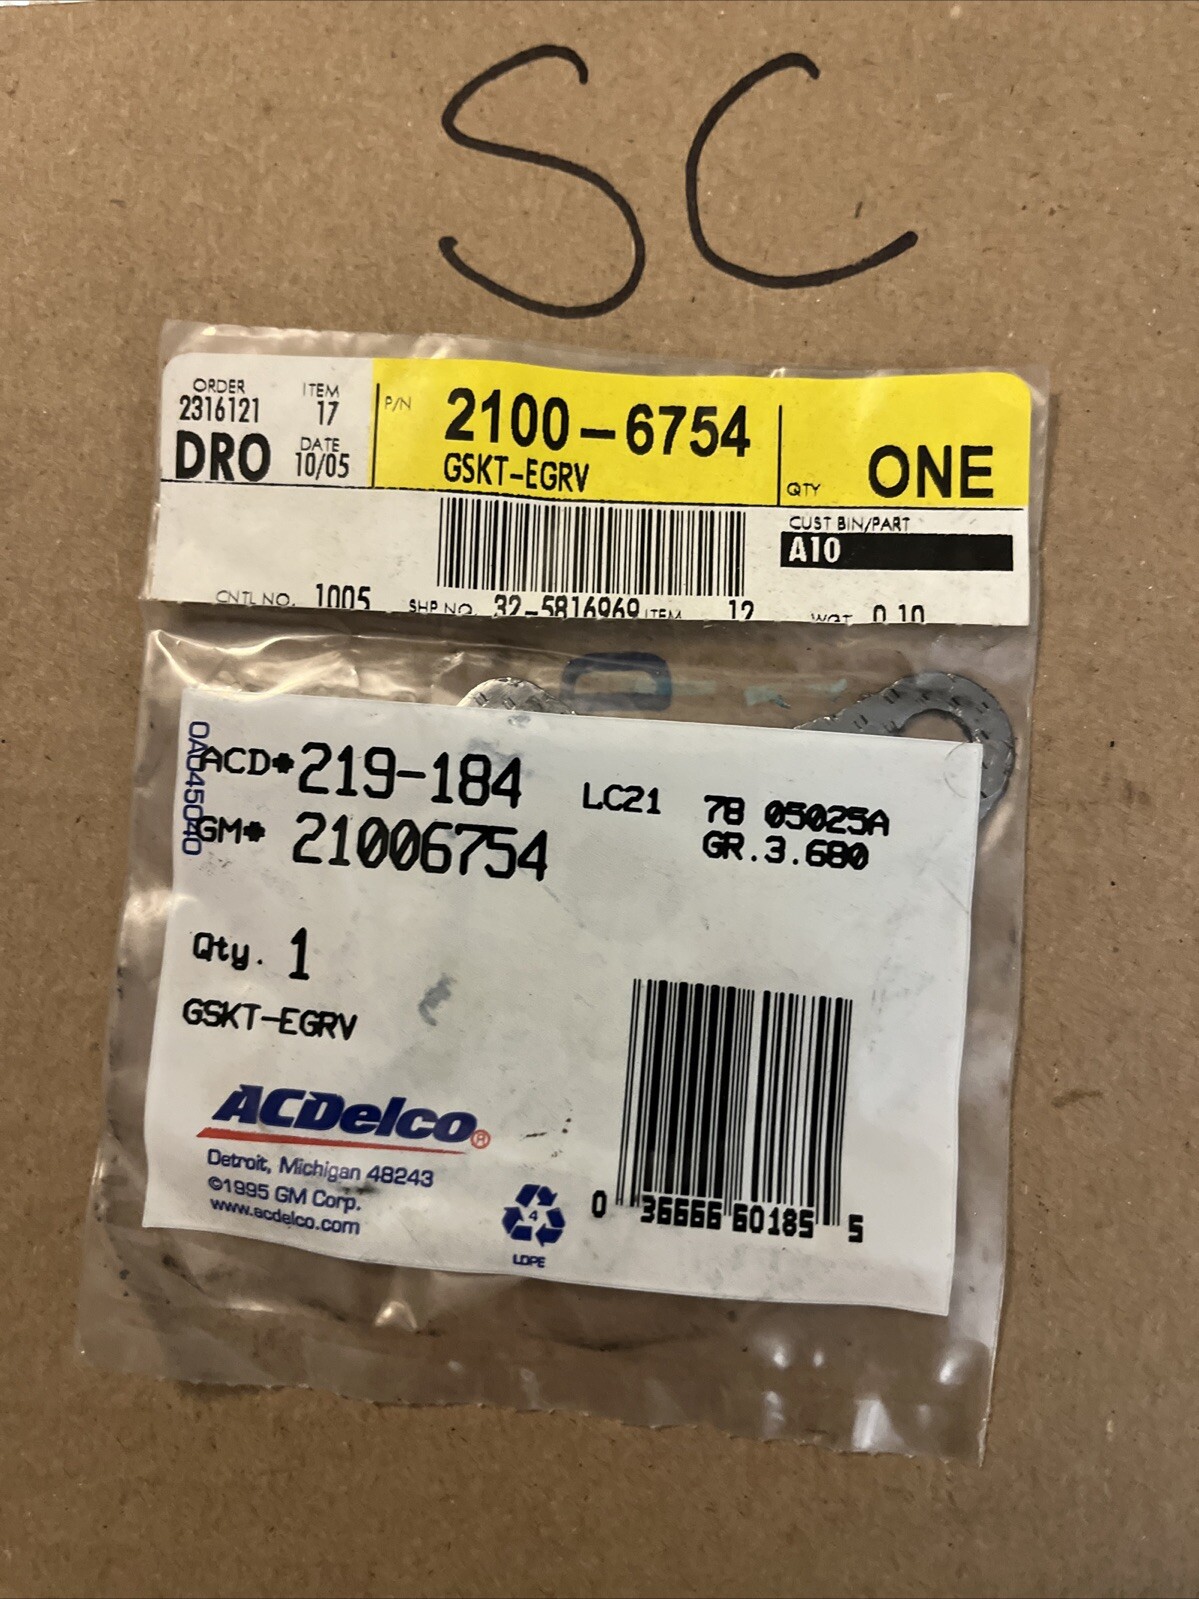 SC
ORDER ITEM P/N 2100-6754
2316121 17
DRO DATE 10/05 GSKT-EGRV QTY ONE
CUST BIN/PART
A10
CNTL NO. 1005 SHP NO. 32-5816969 ITEM 12 WGT 0.10
0A045040
ACD# 219-184 LC21 78 05025A
GM# 21006754 GR.3.680
Qty. 1
GSKT-EGRV
ACDelco®
Detroit, Michigan 48243
©1995 GM Corp.
www.acdelco.com
4
LDPE
0 36666 60185 5